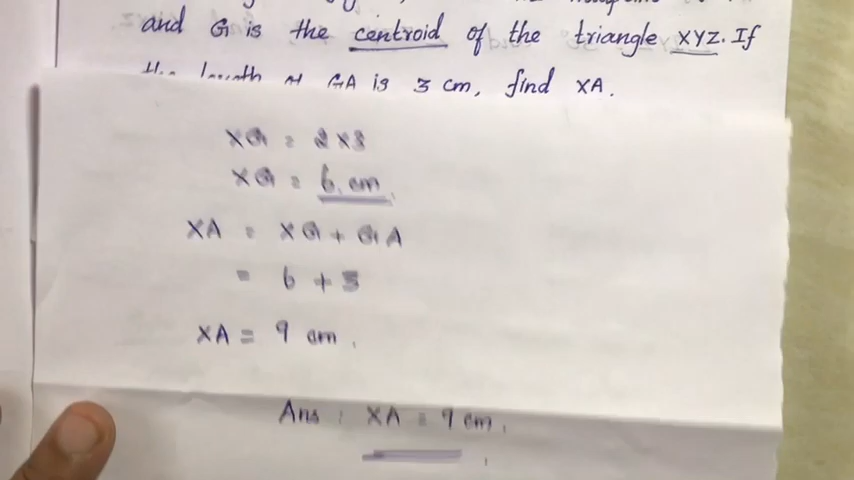 and G is the centroid of the triangle XYZ. If
GA is 3 cm, find XA.
XG = 2×3
XG = 6 cm.
XA = XG + GA
= 6 + 3
XA = 9 cm.
Ans : XA = 9 cm.